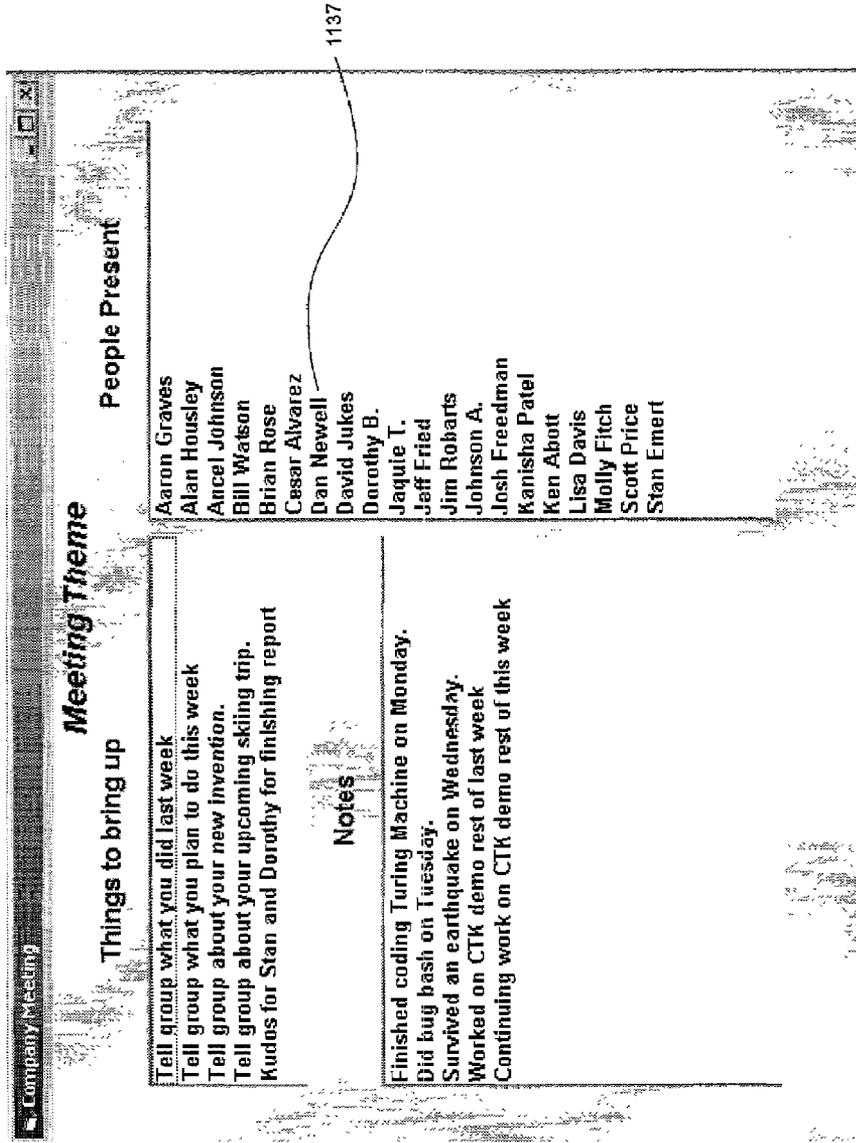 Company Meeting
Meeting Theme
Things to bring up
Tell group what you did last week
Tell group what you plan to do this week
Tell group about your new invention.
Tell group about your upcoming skiing trip.
Kudos for Stan and Dorothy for finishing report
Notes
Finished coding Turing Machine on Monday.
Did bug bash on Tuesday.
Survived an earthquake on Wednesday.
Worked on CTK demo rest of last week
Continuing work on CTK demo rest of this week
People Present
Aaron Graves
Alan Housley
Ancel Johnson
Bill Watson
Brian Rose
Cesar Alvarez
Dan Newell
David Jukes
Dorothy B.
Jaquie T.
Jeff Fried
Jim Robarts
Johnson A.
Josh Freedman
Kanisha Patel
Ken Abott
Lisa Davis
Molly Fitch
Scott Price
Stan Emert
1137